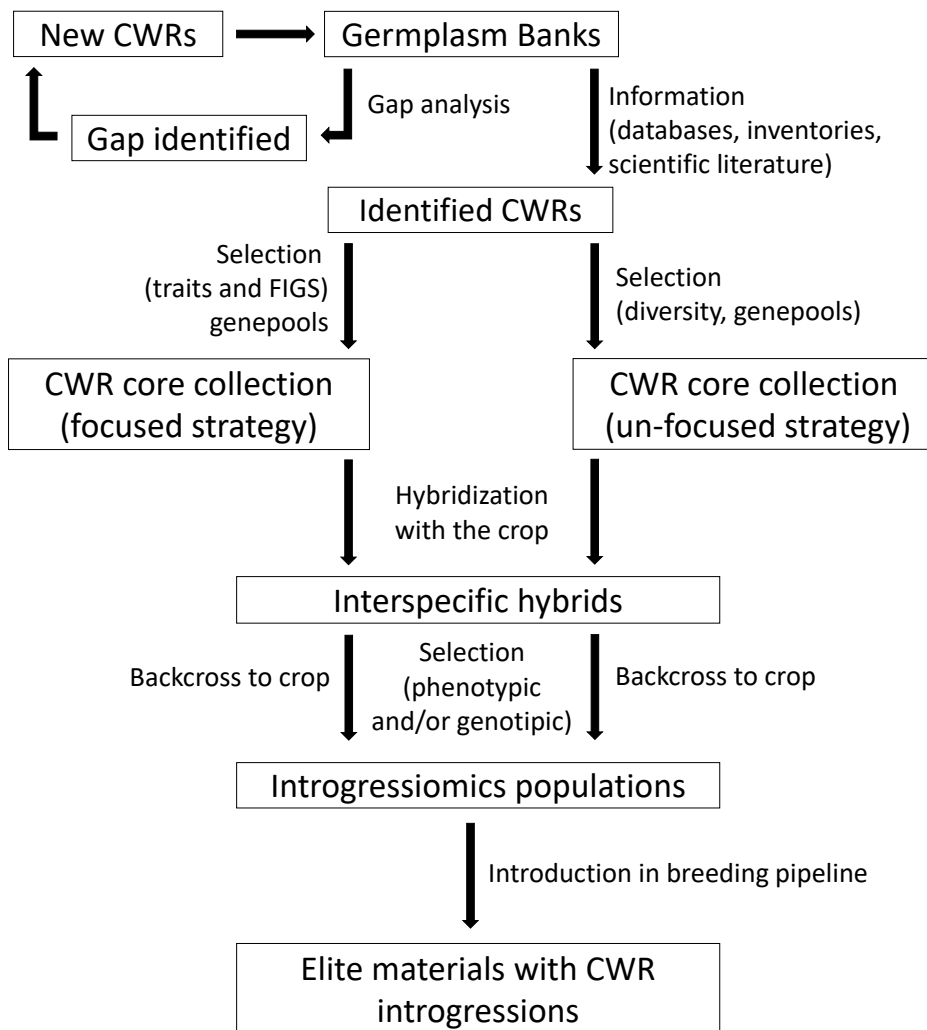 New CWRs
Germplasm Banks
Gap analysis
Gap identified
Information
(databases, inventories,
scientific literature)
Identified CWRs
Selection
(traits and FIGS)
genepools
Selection
(diversity, genepools)
CWR core collection
(focused strategy)
CWR core collection
(un-focused strategy)
Hybridization
with the crop
Interspecific hybrids
Backcross to crop
Selection
(phenotypic
and/or genotipic)
Backcross to crop
Introgressiomics populations
Introduction in breeding pipeline
Elite materials with CWR
introgressions